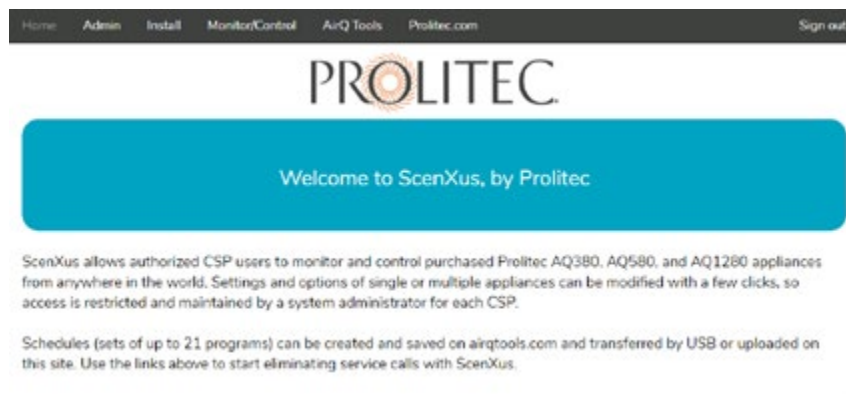 Home Admin Install Monitor/Control AirQ Tools Prolitec.com Sign out
PROLITEC
Welcome to ScenXus, by Prolitec
ScenXus allows authorized CSP users to monitor and control purchased Prolitec AQ380, AQ580, and AQ1280 appliances
from anywhere in the world. Settings and options of single or multiple appliances can be modified with a few clicks, so
access is restricted and maintained by a system administrator for each CSP.
Schedules (sets of up to 21 programs) can be created and saved on airqtools.com and transferred by USB or uploaded on
this site. Use the links above to start eliminating service calls with ScenXus.